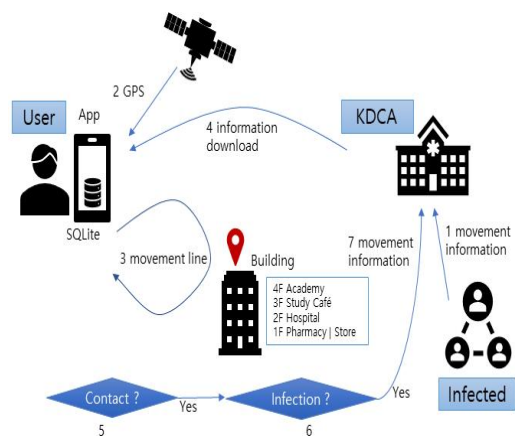 2 GPS
User
App
KDCA
4 information
download
SQLite
3 movement line
Building
4F Academy
3F Study Café
2F Hospital
1F Pharmacy | Store
7 movement
information
1 movement
information
Infected
Contact ?
Yes
Infection ?
Yes
5
6